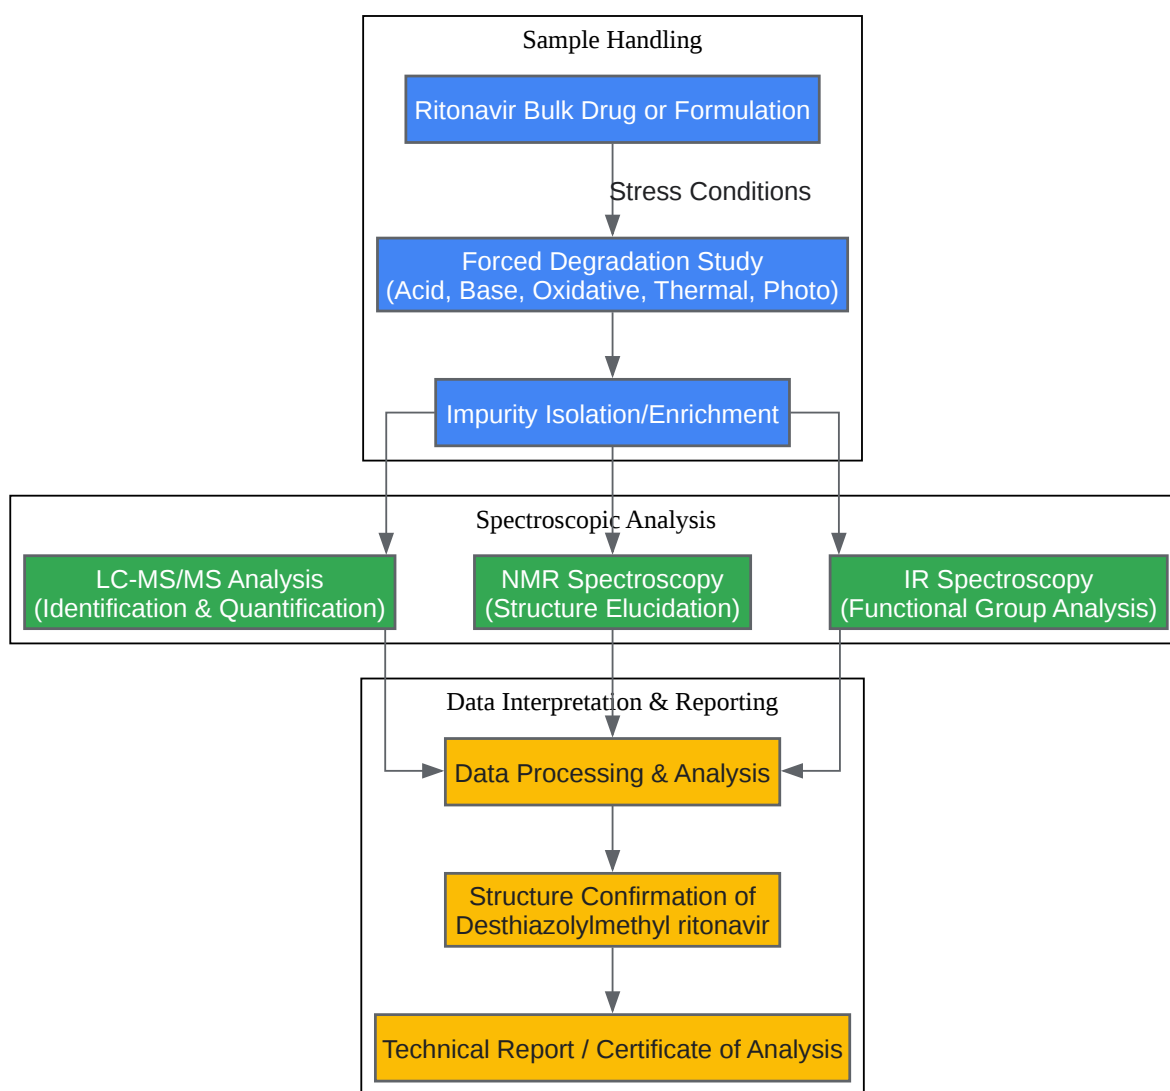 Sample Handling
Ritonavir Bulk Drug or Formulation
Stress Conditions
Forced Degradation Study
(Acid, Base, Oxidative, Thermal, Photo)
Impurity Isolation/Enrichment
Spectroscopic Analysis
LC-MS/MS Analysis
(Identification & Quantification)
NMR Spectroscopy
(Structure Elucidation)
IR Spectroscopy
(Functional Group Analysis)
Data Interpretation & Reporting
Data Processing & Analysis
Structure Confirmation of
Desthiazolylmethyl ritonavir
Technical Report / Certificate of Analysis